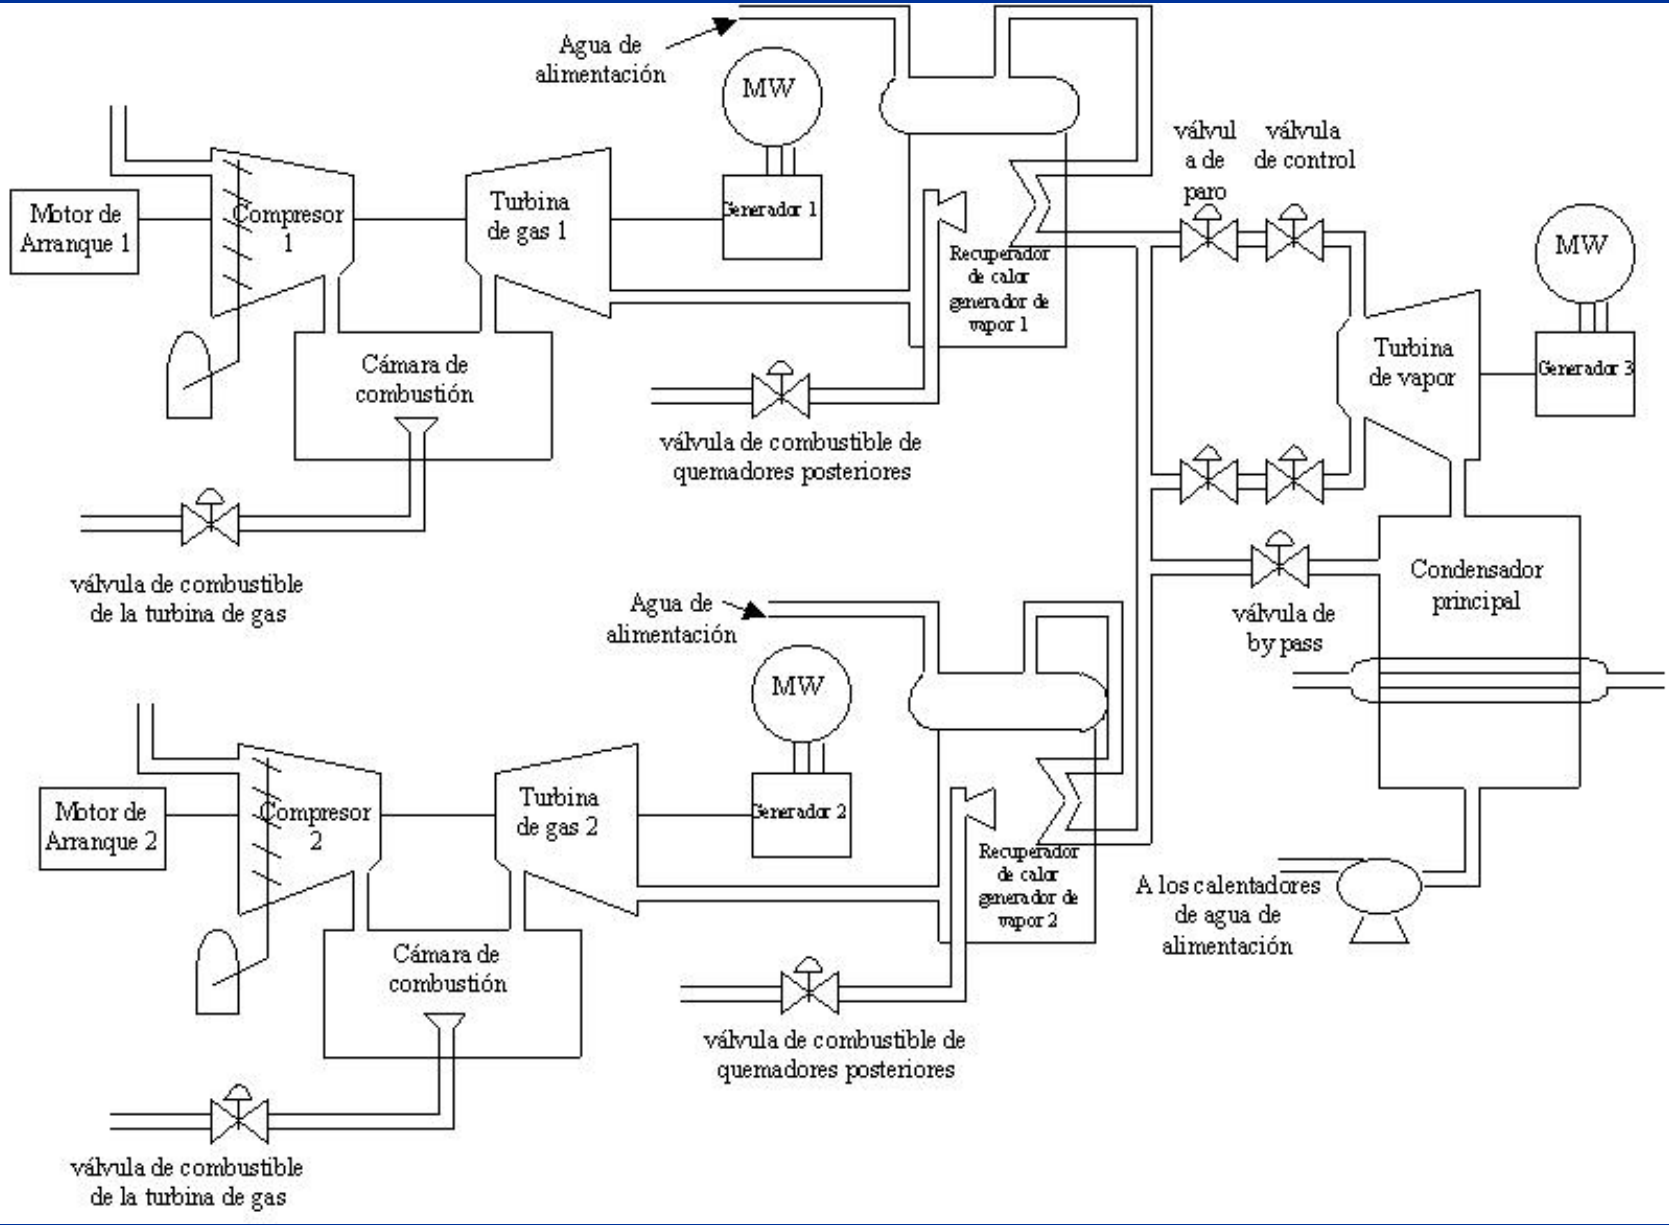 Agua de
alimentación
MW
válvul
a de
paro
válvula
de control
Motor de
Arranque 1
Compresor
1
Turbina
de gas 1
Generador 1
MW
Recuperador
de calor
generador de
vapor 1
Cámara de
combustión
Turbina
de vapor
Generador 3
válvula de combustible de
quemadores posteriores
válvula de combustible
de la turbina de gas
Condensador
principal
Agua de
alimentación
válvula de
by pass
MW
Motor de
Arranque 2
Compresor
2
Turbina
de gas 2
Generador 2
Recuperador
de calor
generador de
vapor 2
A los calentadores
de agua de
alimentación
Cámara de
combustión
válvula de combustible de
quemadores posteriores
válvula de combustible
de la turbina de gas